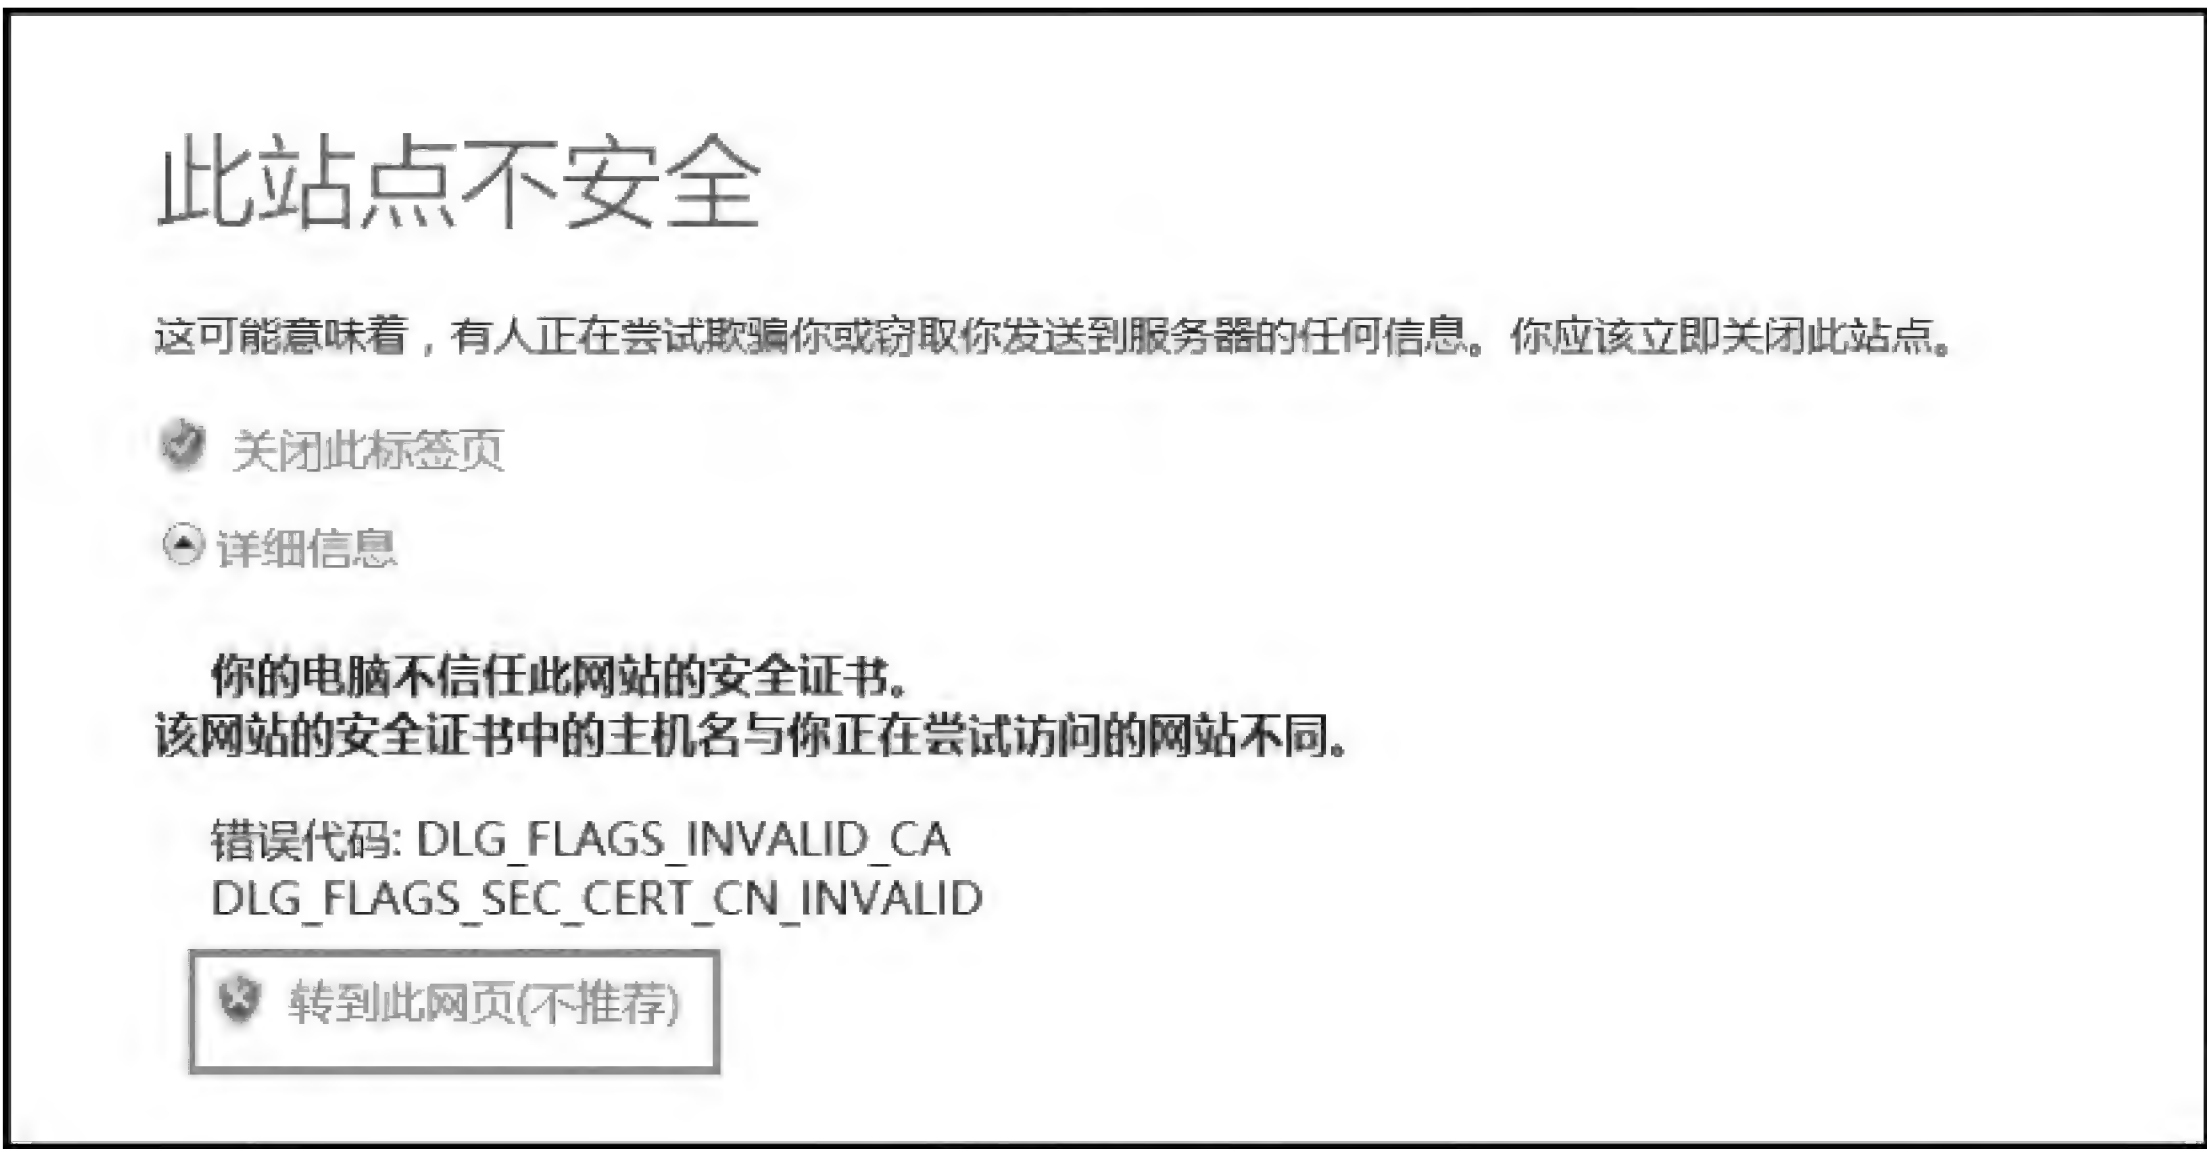 此站点不安全
这可能意味着，有人正在尝试欺骗你或窃取你发送到服务器的任何信息。你应该立即关闭此站点。
关闭此标签页
详细信息
你的电脑不信任此网站的安全证书。
该网站的安全证书中的主机名与你正在尝试访问的网站不同。
错误代码: DLG_FLAGS_INVALID_CA
DLG_FLAGS_SEC_CERT_CN_INVALID
转到此网页(不推荐)